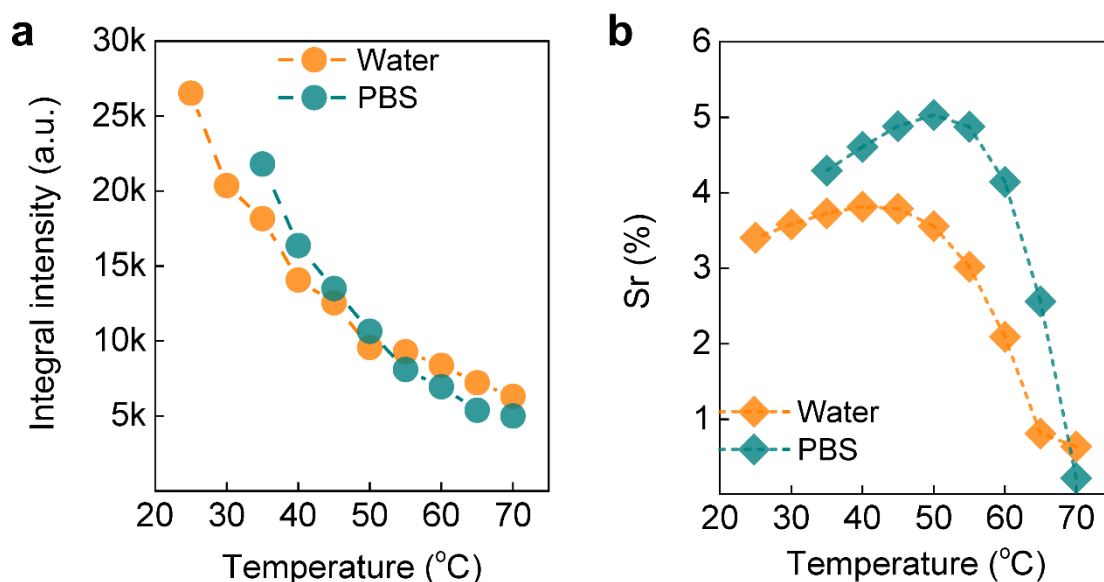 a
30k
25k
20k
15k
10k
5k
Integral intensity (a.u.)
Water
PBS
20 30 40 50 60 70
Temperature (°C)
b
6
5
4
3
2
1
Sr (%)
Water
PBS
20 30 40 50 60 70
Temperature (°C)